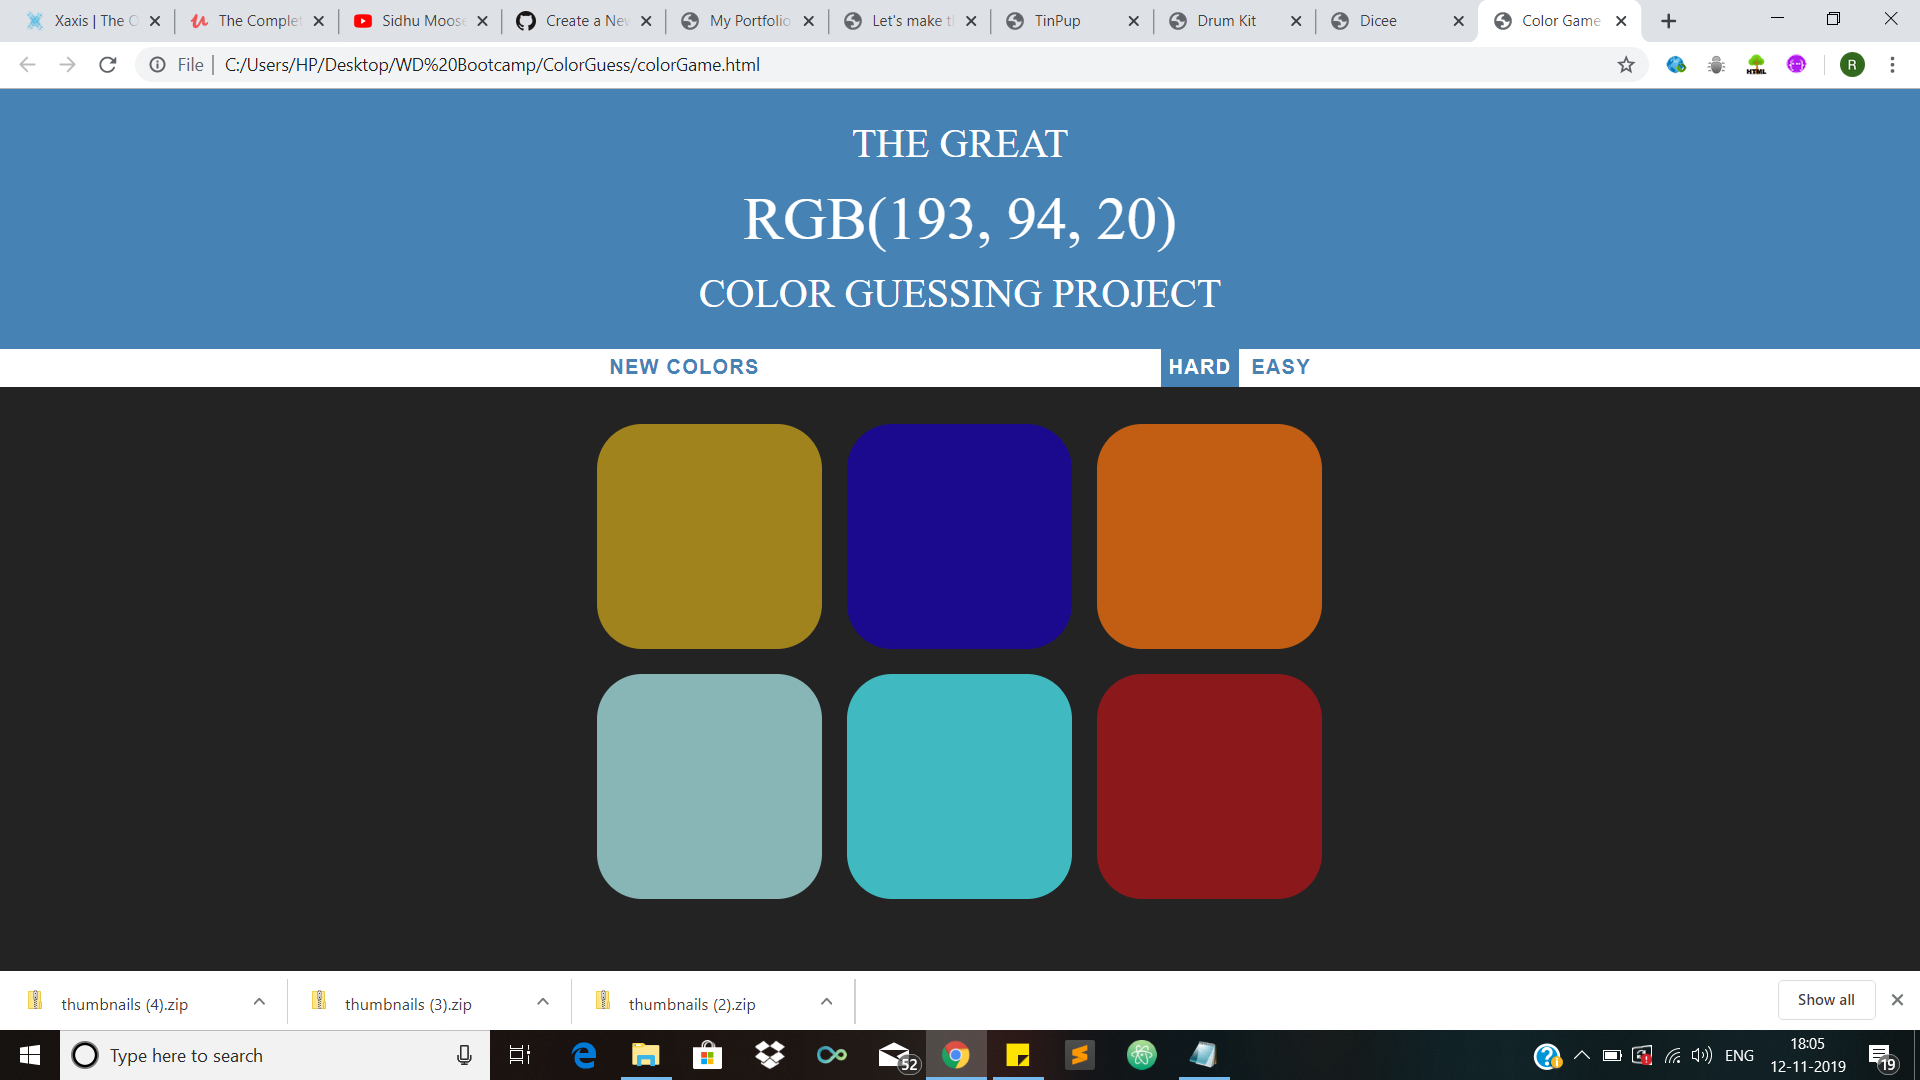 Xaxis | The O
The Complet
Sidhu Moose
Create a New
My Portfolio
Let's make th
TinPup
Drum Kit
Dicee
Color Game
File | C:/Users/HP/Desktop/WD%20Bootcamp/ColorGuess/colorGame.html
HTML
R
THE GREAT
RGB(193, 94, 20)
COLOR GUESSING PROJECT
NEW COLORS HARD EASY
thumbnails (4).zip
thumbnails (3).zip
thumbnails (2).zip
Show all
Type here to search
52
ENG
18:05
12-11-2019
19